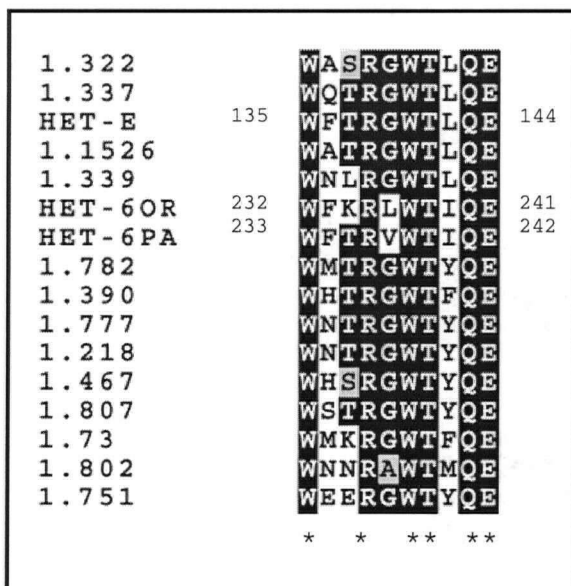 1.322 WASRGWTLQE
1.337 WQTRGWTLQE
HET-E 135 WFTRGWTLQE 144
1.1526 WATRGWTLQE
1.339 WNLRGWTLQE
HET-6OR 232 WFKRLWTIQE 241
HET-6PA 233 WFTRVWTIQE 242
1.782 WMTRGWTYQE
1.390 WHTRGWTFQE
1.777 WNTRGWTYQE
1.218 WNTRGWTYQE
1.467 WHSRGWTYQE
1.807 WSTRGWTYQE
1.73 WMKRGWTFQE
1.802 WNNRAWTMQE
1.751 WEERGWTYQE
* * ** **